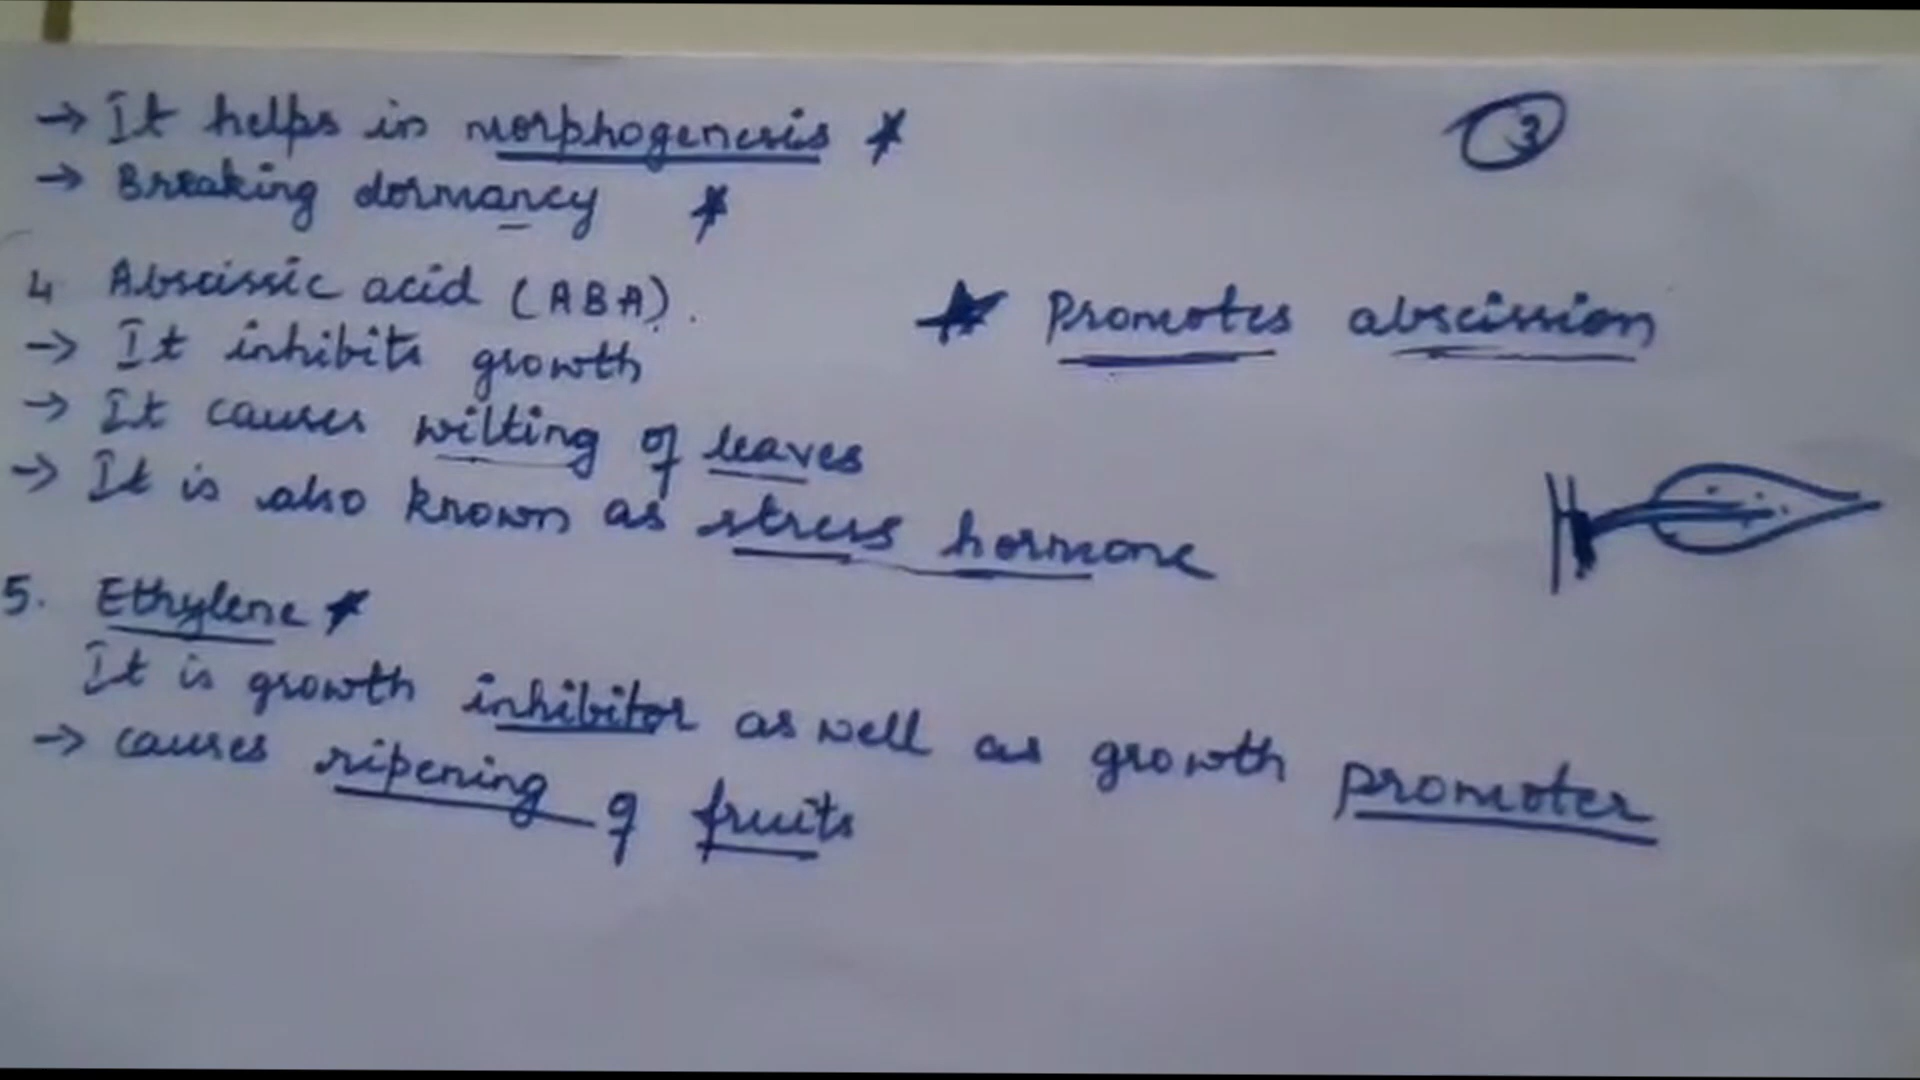 → It helps in morphogenesis *
3
→ Breaking dormancy *
4 Abscissic acid (ABA).
★ Promotes abscission
→ It inhibits growth
→ It causes wilting of leaves
→ It is also known as stress hormone
5. Ethylene *
It is growth inhibitor as well as growth promoter
→ causes ripening of fruits